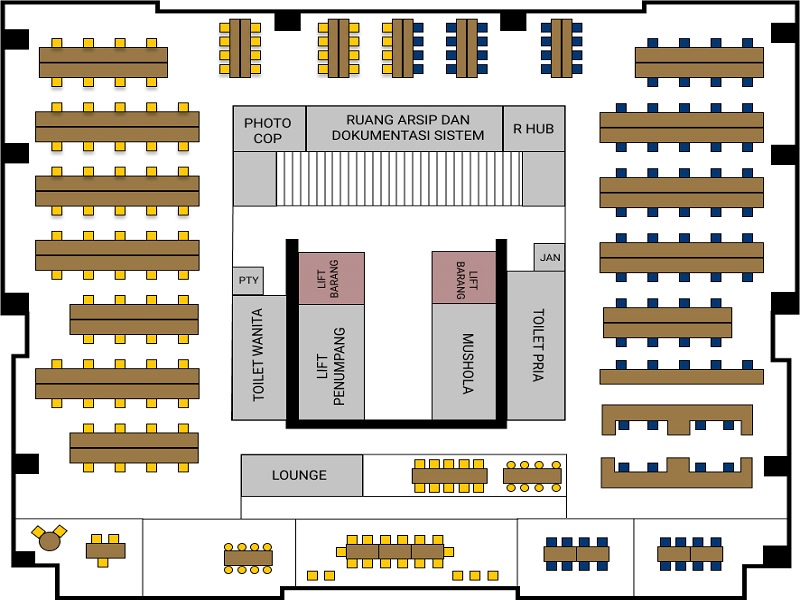 PHOTO
COP
RUANG ARSIP DAN
DOKUMENTASI SISTEM
R HUB
JAN
PTY
LIFT
BARANG
LIFT
BARANG
TOILET WANITA
LIFT
PENUMPANG
MUSHOLA
TOILET PRIA
LOUNGE